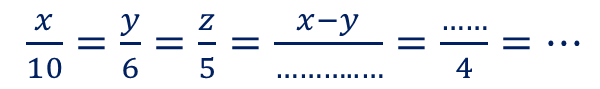 x/10 = y/6 = z/5 = x−y/.............. = ....../4 = ⋯